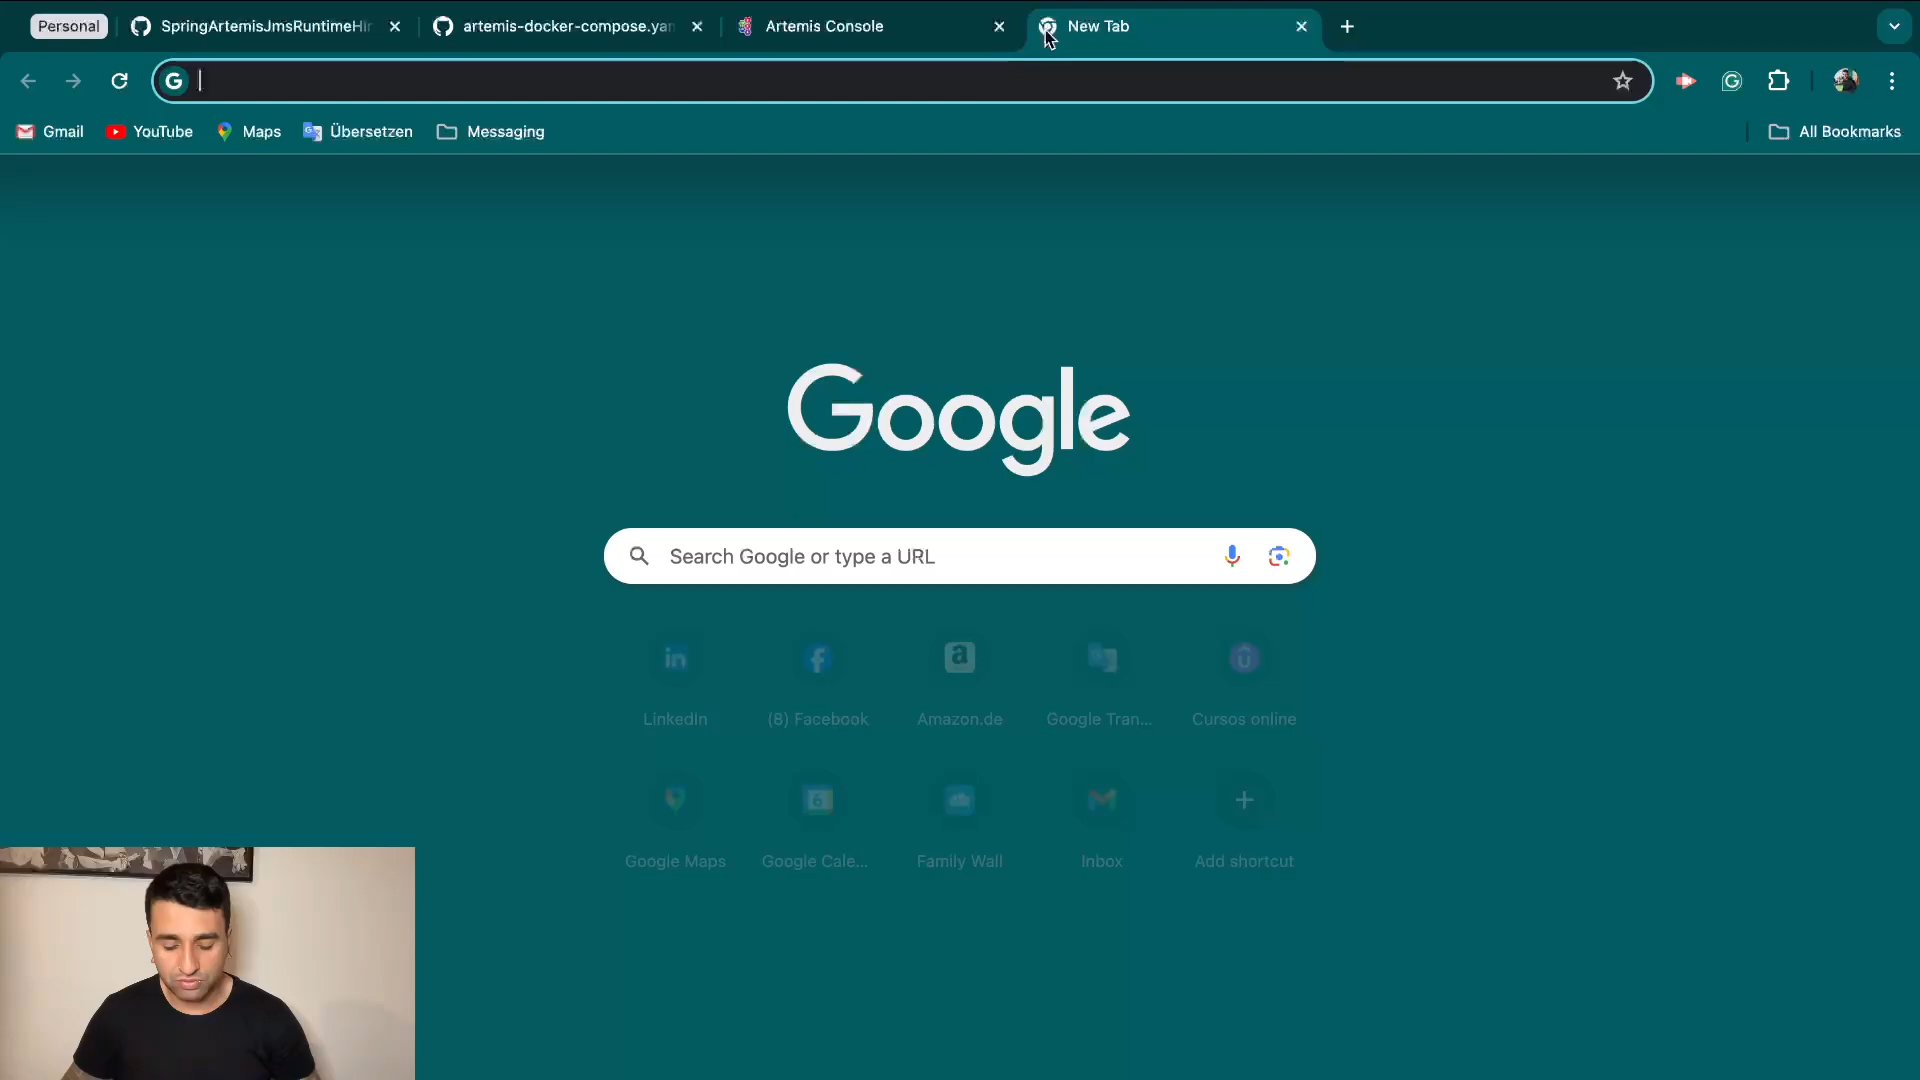 Personal
SpringArtemisJmsRuntimeHin
artemis-docker-compose.yam
Artemis Console
New Tab
Gmail
YouTube
Maps
Übersetzen
Messaging
All Bookmarks
Google
Search Google or type a URL
LinkedIn
(8) Facebook
Amazon.de
Google Tran...
Cursos online
Google Maps
Google Cale...
Family Wall
Inbox
Add shortcut